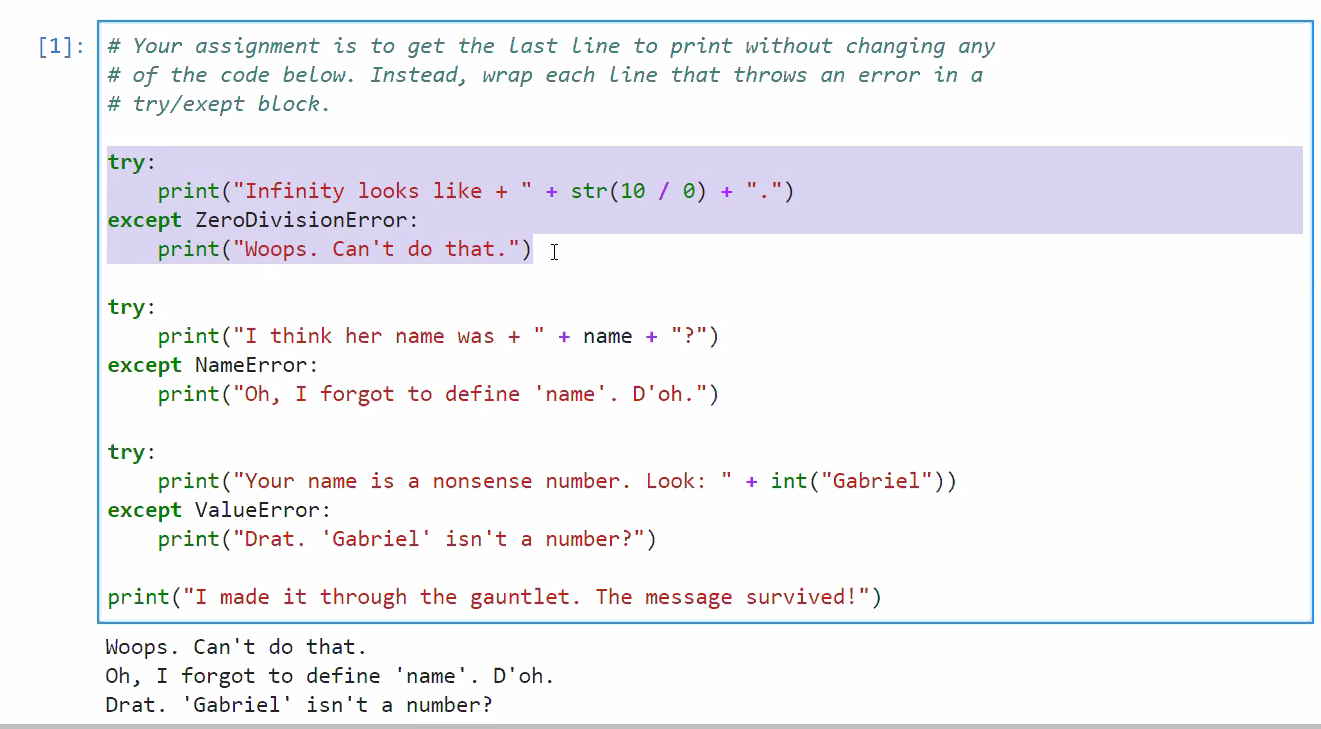 [1]:
# Your assignment is to get the last line to print without changing any
# of the code below. Instead, wrap each line that throws an error in a
# try/exept block.
try:
    print("Infinity looks like + " + str(10 / 0) + ".")
except ZeroDivisionError:
    print("Woops. Can't do that.")
try:
    print("I think her name was + " + name + "?")
except NameError:
    print("Oh, I forgot to define 'name'. D'oh.")
try:
    print("Your name is a nonsense number. Look: " + int("Gabriel"))
except ValueError:
    print("Drat. 'Gabriel' isn't a number?")
print("I made it through the gauntlet. The message survived!")
Woops. Can't do that.
Oh, I forgot to define 'name'. D'oh.
Drat. 'Gabriel' isn't a number?